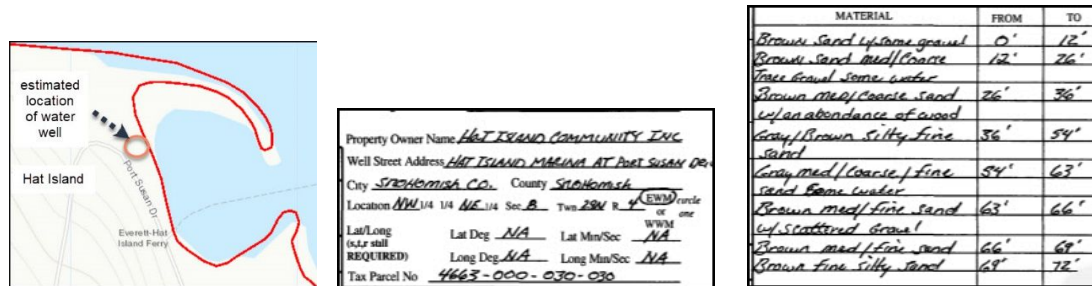 estimated
location
of water
well
Hat Island
Port Susan Dr
Everett-Hat
Island Ferry
Property Owner Name HAT ISLAND COMMUNITY INC
Well Street Address HAT ISLAND MARINA AT PORT SUSAN
City SNOHOMISH CO. County SNOHOMISH
Location NW 1/4 1/4 NE 1/4 Sec 8 Twn 29N R 4 EWM circle
or one
WWM
Lat/Long Lat Deg NA Lat Min/Sec NA
(s,t,r still
REQUIRED) Long Deg NA Long Min/Sec NA
Tax Parcel No 4663-000-030-030
MATERIAL FROM TO
Brown Sand w/some gravel 0' 12'
Brown Sand med/Coarse 12' 26'
Trace Gravel some water
Brown med/coarse sand 26' 36'
w/an abundance of wood
Gray/Brown Silty fine 36' 54'
Sand
Gray med/coarse/fine 54' 63'
sand some water
Brown med/fine sand 63' 66'
w/scattered Gravel
Brown med/fine sand 66' 69'
Brown fine silty sand 69' 72'